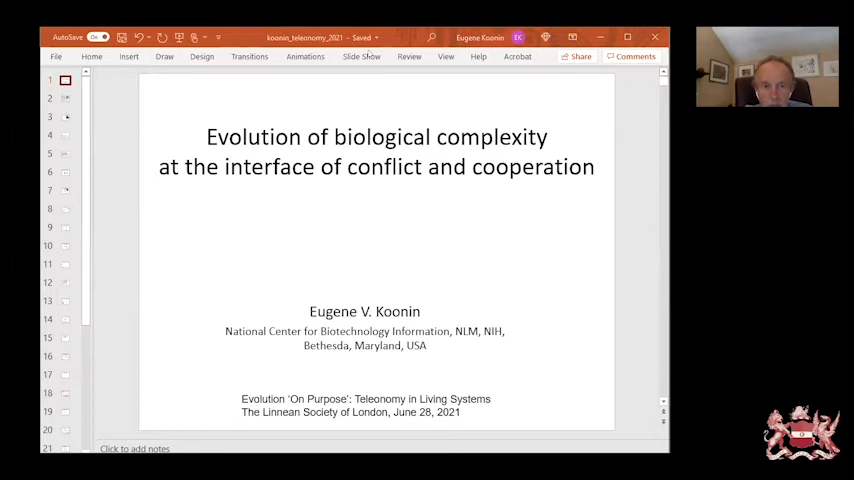 AutoSave
On
koonin_teleonomy_2021 - Saved
Eugene Koonin
EK
File
Home
Insert
Draw
Design
Transitions
Animations
Slide Show
Review
View
Help
Acrobat
Share
Comments
1
2
3
4
5
6
7
8
9
10
11
12
13
14
15
16
17
18
19
20
21
Evolution of biological complexity
at the interface of conflict and cooperation
Eugene V. Koonin
National Center for Biotechnology Information, NLM, NIH,
Bethesda, Maryland, USA
Evolution ‘On Purpose’: Teleonomy in Living Systems
The Linnean Society of London, June 28, 2021
Click to add notes